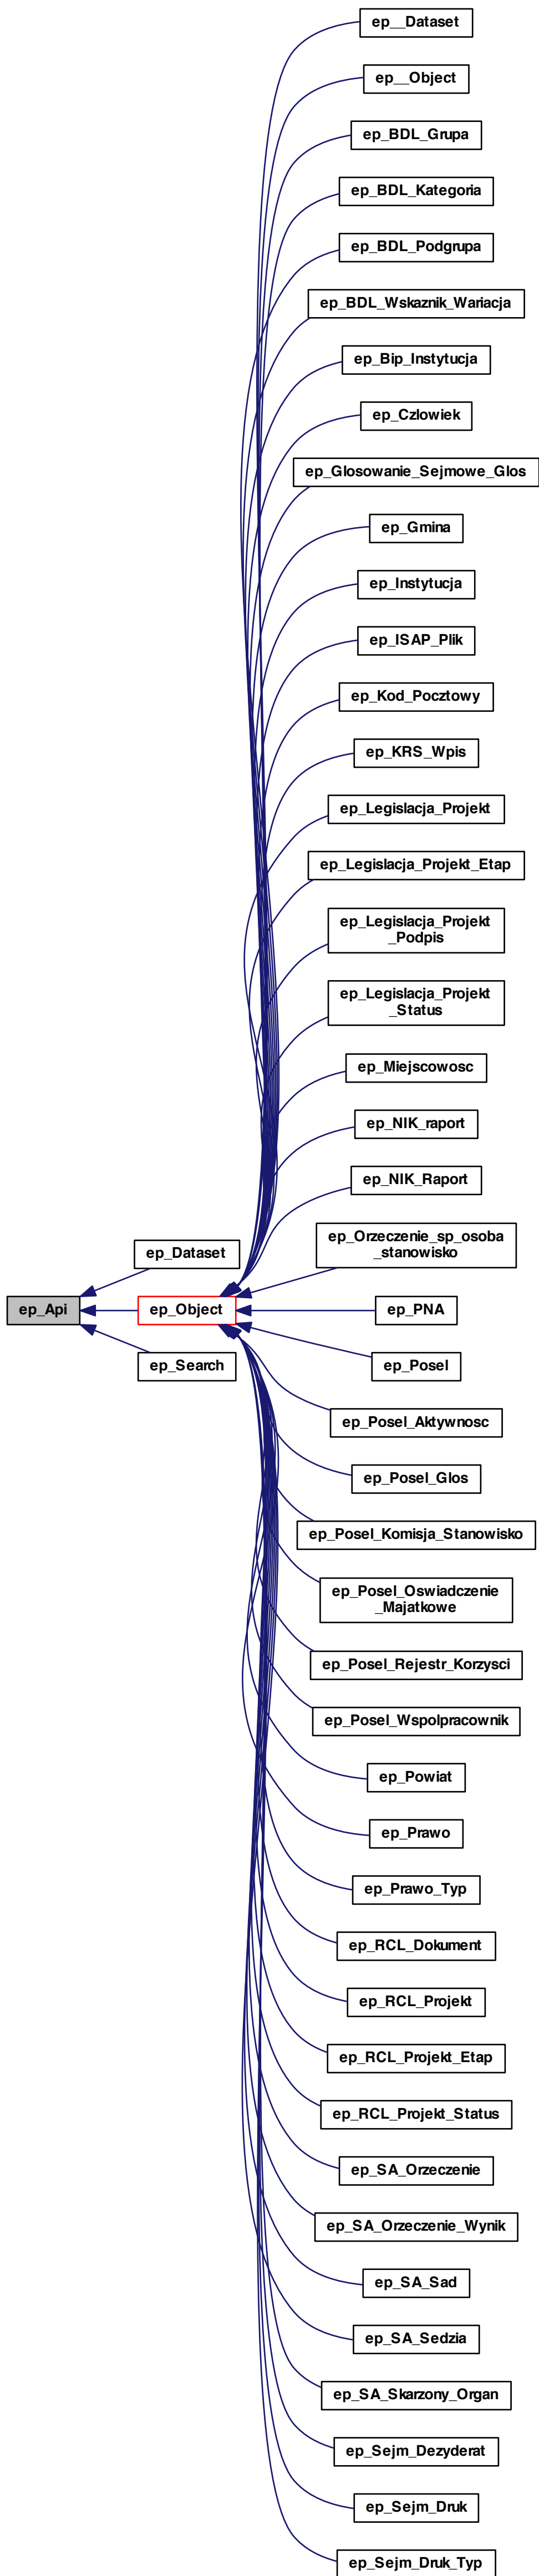 ep__Dataset
ep__Object
ep_BDL_Grupa
ep_BDL_Kategoria
ep_BDL_Podgrupa
ep_BDL_Wskaznik_Wariacja
ep_Bip_Instytucja
ep_Czlowiek
ep_Glosowanie_Sejmowe_Glos
ep_Gmina
ep_Instytucja
ep_ISAP_Plik
ep_Kod_Pocztowy
ep_KRS_Wpis
ep_Legislacja_Projekt
ep_Legislacja_Projekt_Etap
ep_Legislacja_Projekt
_Podpis
ep_Legislacja_Projekt
_Status
ep_Miejscowosc
ep_NIK_raport
ep_NIK_Raport
ep_Orzeczenie_sp_osoba
_stanowisko
ep_Dataset
ep_Api
ep_Object
ep_PNA
ep_Search
ep_Posel
ep_Posel_Aktywnosc
ep_Posel_Glos
ep_Posel_Komisja_Stanowisko
ep_Posel_Oswiadczenie
_Majatkowe
ep_Posel_Rejestr_Korzysci
ep_Posel_Wspolpracownik
ep_Powiat
ep_Prawo
ep_Prawo_Typ
ep_RCL_Dokument
ep_RCL_Projekt
ep_RCL_Projekt_Etap
ep_RCL_Projekt_Status
ep_SA_Orzeczenie
ep_SA_Orzeczenie_Wynik
ep_SA_Sad
ep_SA_Sedzia
ep_SA_Skarzony_Organ
ep_Sejm_Dezyderat
ep_Sejm_Druk
ep_Sejm_Druk_Typ